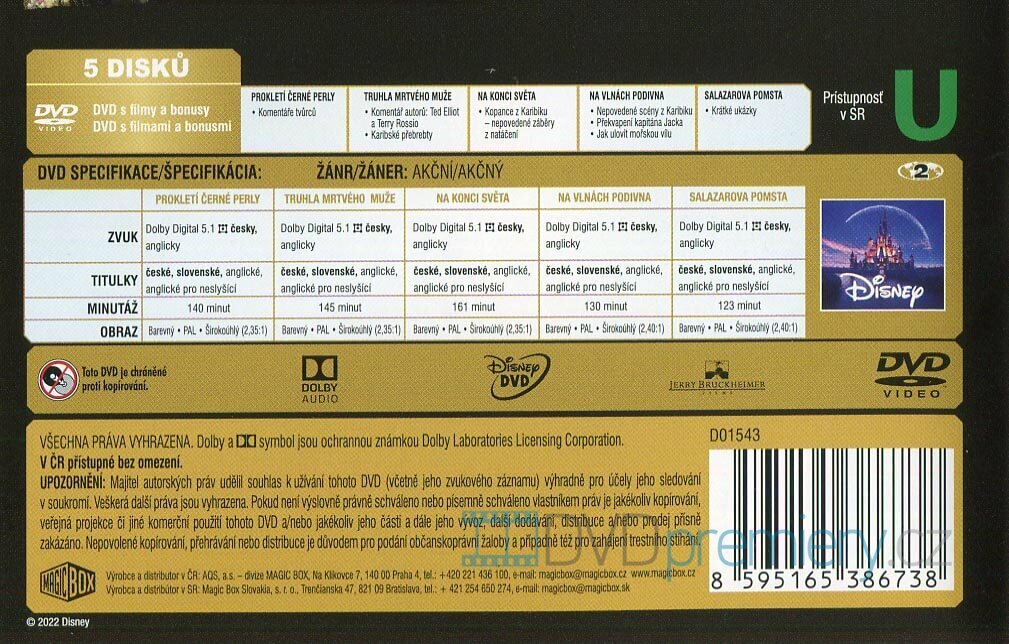 5 DISKŮ
DVD VIDEO
DVD s filmy a bonusy
DVD s filmami a bonusmi
PROKLETÍ ČERNÉ PERLY
• Komentáře tvůrců
TRUHLA MRTVÉHO MUŽE
• Komentář autorů: Ted Elliot
a Terry Rossio
• Karibské přebrebty
NA KONCI SVĚTA
• Kopance z Karibiku
– nepovedené záběry
z natáčení
NA VLNÁCH PODIVNA
• Nepovedené scény z Karibiku
• Překvapení kapitána Jacka
• Jak ulovit mořskou vílu
SALAZAROVA POMSTA
• Krátké ukázky
Prístupnosť
v SR
U
DVD SPECIFIKACE/ŠPECIFIKÁCIA: ŽÁNR/ŽÁNER: AKČNÍ/AKČNÝ
2
PROKLETÍ ČERNÉ PERLY TRUHLA MRTVÉHO MUŽE NA KONCI SVĚTA NA VLNÁCH PODIVNA SALAZAROVA POMSTA
ZVUK Dolby Digital 5.1 česky, Dolby Digital 5.1 česky, Dolby Digital 5.1 česky, Dolby Digital 5.1 česky, Dolby Digital 5.1 česky,
anglicky anglicky anglicky anglicky anglicky
TITULKY české, slovenské, anglické, české, slovenské, anglické, české, slovenské, anglické, české, slovenské, anglické, české, slovenské, anglické,
anglické pro neslyšící anglické pro neslyšící anglické pro neslyšící anglické pro neslyšící anglické pro neslyšící
MINUTÁŽ 140 minut 145 minut 161 minut 130 minut 123 minut
OBRAZ Barevný • PAL • Širokoúhlý (2,35:1) Barevný • PAL • Širokoúhlý (2,35:1) Barevný • PAL • Širokoúhlý (2,35:1) Barevný • PAL • Širokoúhlý (2,40:1) Barevný • PAL • Širokoúhlý (2,40:1)
DISNEY
Toto DVD je chráněné
proti kopírování.
DOLBY
AUDIO
DISNEY
DVD
JERRY BRUCKHEIMER
FILMS
DVD
VIDEO
VŠECHNA PRÁVA VYHRAZENA. Dolby a symbol jsou ochrannou známkou Dolby Laboratories Licensing Corporation.
V ČR přístupné bez omezení.
UPOZORNĚNÍ: Majitel autorských práv udělil souhlas k užívání tohoto DVD (včetně jeho zvukového záznamu) výhradně pro účely jeho sledování
v soukromí. Veškerá další práva jsou vyhrazena. Pokud není výslovně právně schváleno nebo písemně schváleno vlastníkem práv je jakékoliv kopírování,
veřejná projekce či jiné komerční použití tohoto DVD a/nebo jakékoliv jeho části a dále jeho vývoz, další dodávání, distribuce a/nebo podej přísně
zakázáno. Nepovolené kopírování, přehrávání nebo distribuce je důvodem pro podání občanskoprávní žaloby a případně též pro zahájení trestního stíhání.
DVDpremiery.cz
MAGIC BOX
Výrobce a distributor v ČR: AQS, a.s. – divize MAGIC BOX, Na Klikovce 7, 140 00 Praha 4, tel.: +420 221 436 100, e-mail: magicbox@magicbox.cz www.magicbox.cz
Výrobca a distributor v SR: Magic Box Slovakia, s. r. o., Trenčianska 47, 821 09 Bratislava, tel.: + 421 254 650 274, e-mail: magicbox@magicbox.sk
D01543
8 595165 386738
© 2022 Disney